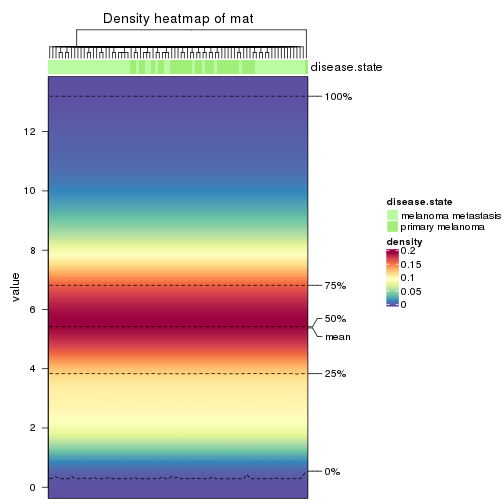 Density heatmap of mat
disease.state
100%
12
10
8
75%
value
6
50%
mean
4
25%
2
0%
0
disease.state
melanoma metastasis
primary melanoma
density
0.2
0.15
0.1
0.05
0